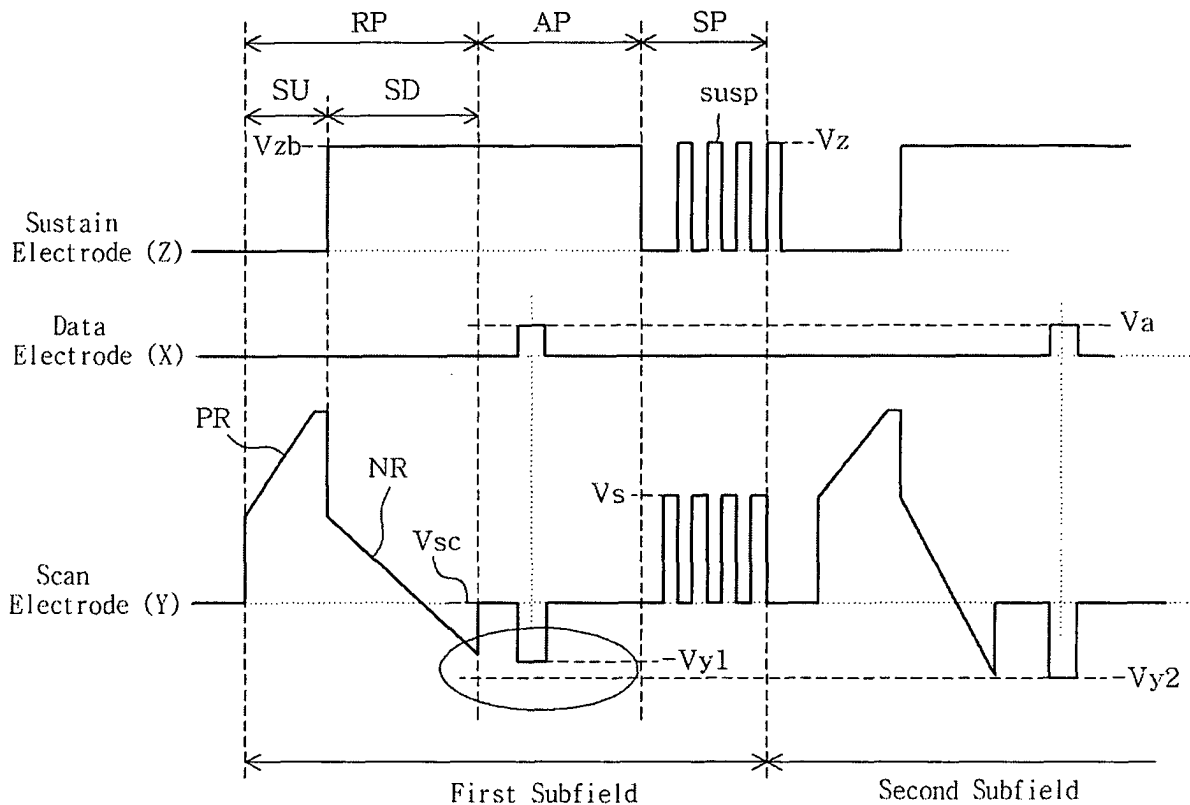 RP AP SP
SU SD
susp
Vzb
Vz
Sustain
Electrode (Z)
Data
Electrode (X)
Va
PR
NR
Vs
Vsc
Scan
Electrode (Y)
-Vy1
-Vy2
First Subfield
Second Subfield